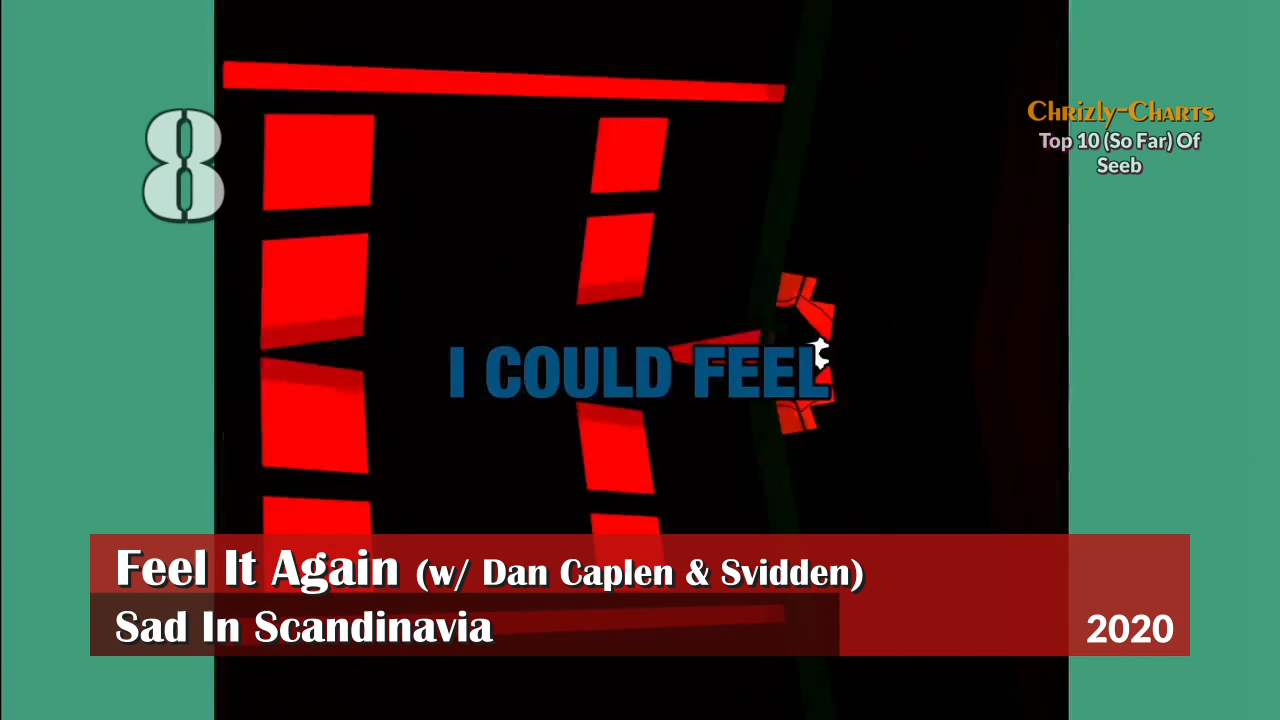 8
Chrizly-Charts
Top 10 (So Far) Of
Seeb
I COULD FEEL
Feel It Again (w/ Dan Caplen & Svidden)
Sad In Scandinavia
2020